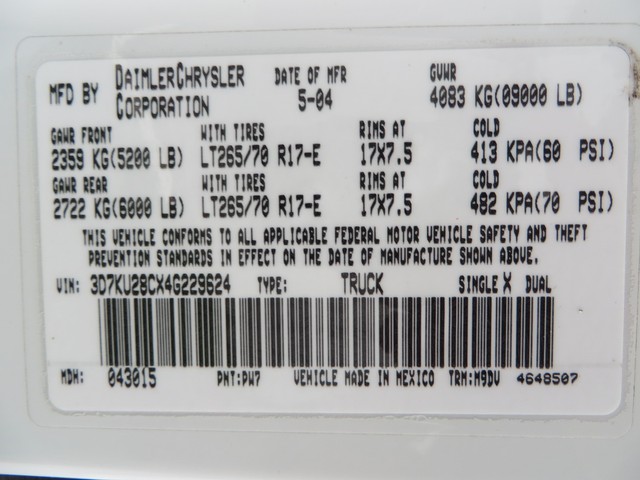 MFD BY DAIMLERCHRYSLER CORPORATION DATE OF MFR 5-04 GVWR 4083 KG(09000 LB)
GAWR FRONT WITH TIRES RIMS AT COLD
2359 KG(5200 LB) LT265/70 R17-E 17X7.5 413 KPA(60 PSI)
GAWR REAR WITH TIRES RIMS AT COLD
2722 KG(6000 LB) LT265/70 R17-E 17X7.5 482 KPA(70 PSI)
THIS VEHICLE CONFORMS TO ALL APPLICABLE FEDERAL MOTOR VEHICLE SAFETY AND THEFT
PREVENTION STANDARDS IN EFFECT ON THE DATE OF MANUFACTURE SHOWN ABOVE.
VIN: 3D7KU28CX4G229624 TYPE: TRUCK SINGLE X DUAL
MDH: 043015 PNT:PW7 VEHICLE MADE IN MEXICO TRM:M9DV 4648507